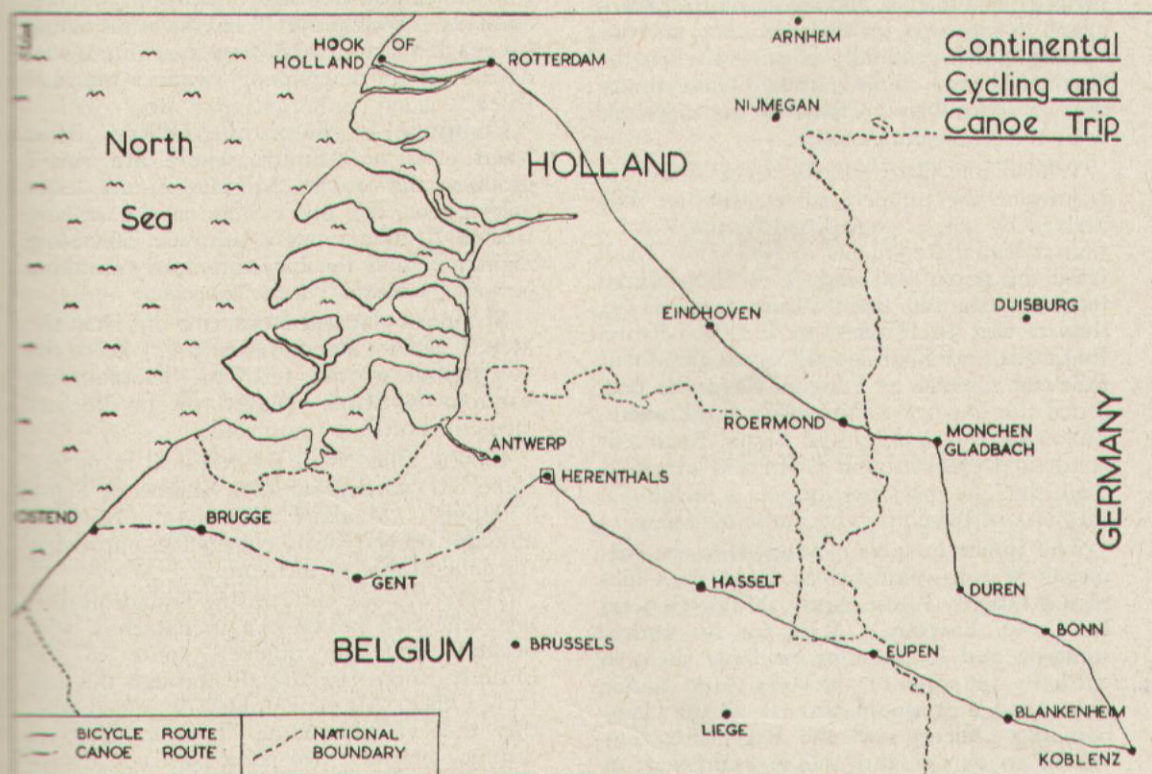 Continental
Cycling and
Canoe Trip
ARNHEM
HOOK OF
HOLLAND
ROTTERDAM
NIJMEGAN
North
Sea
HOLLAND
DUISBURG
EINDHOVEN
ROERMOND
MONCHEN
GLADBACH
GERMANY
ANTWERP
HERENTHALS
OSTEND
BRUGGE
GENT
HASSELT
DUREN
BONN
BELGIUM
BRUSSELS
EUPEN
LIEGE
BLANKENHEIM
KOBLENZ
BICYCLE ROUTE
CANOE ROUTE
NATIONAL
BOUNDARY